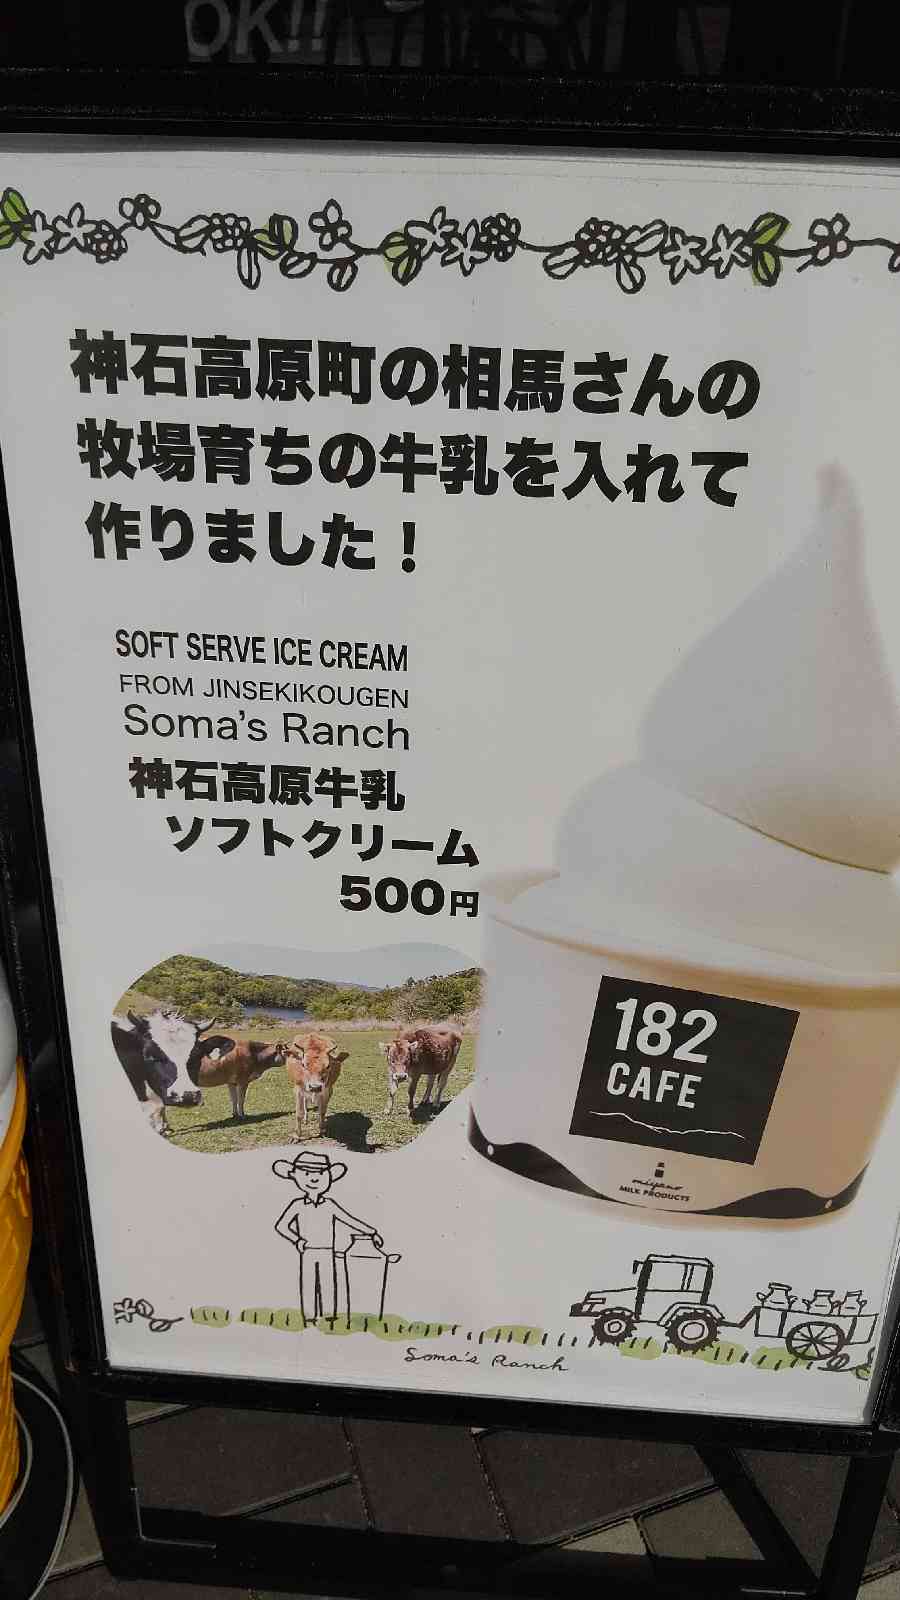 OK!!
神石高原町の相馬さんの
牧場育ちの牛乳を入れて
作りました！
SOFT SERVE ICE CREAM
FROM JINSEKIKOUGEN
Soma's Ranch
神石高原牛乳
ソフトクリーム
500円
182
CAFE
miyano
MILK PRODUCTS
Soma's Ranch